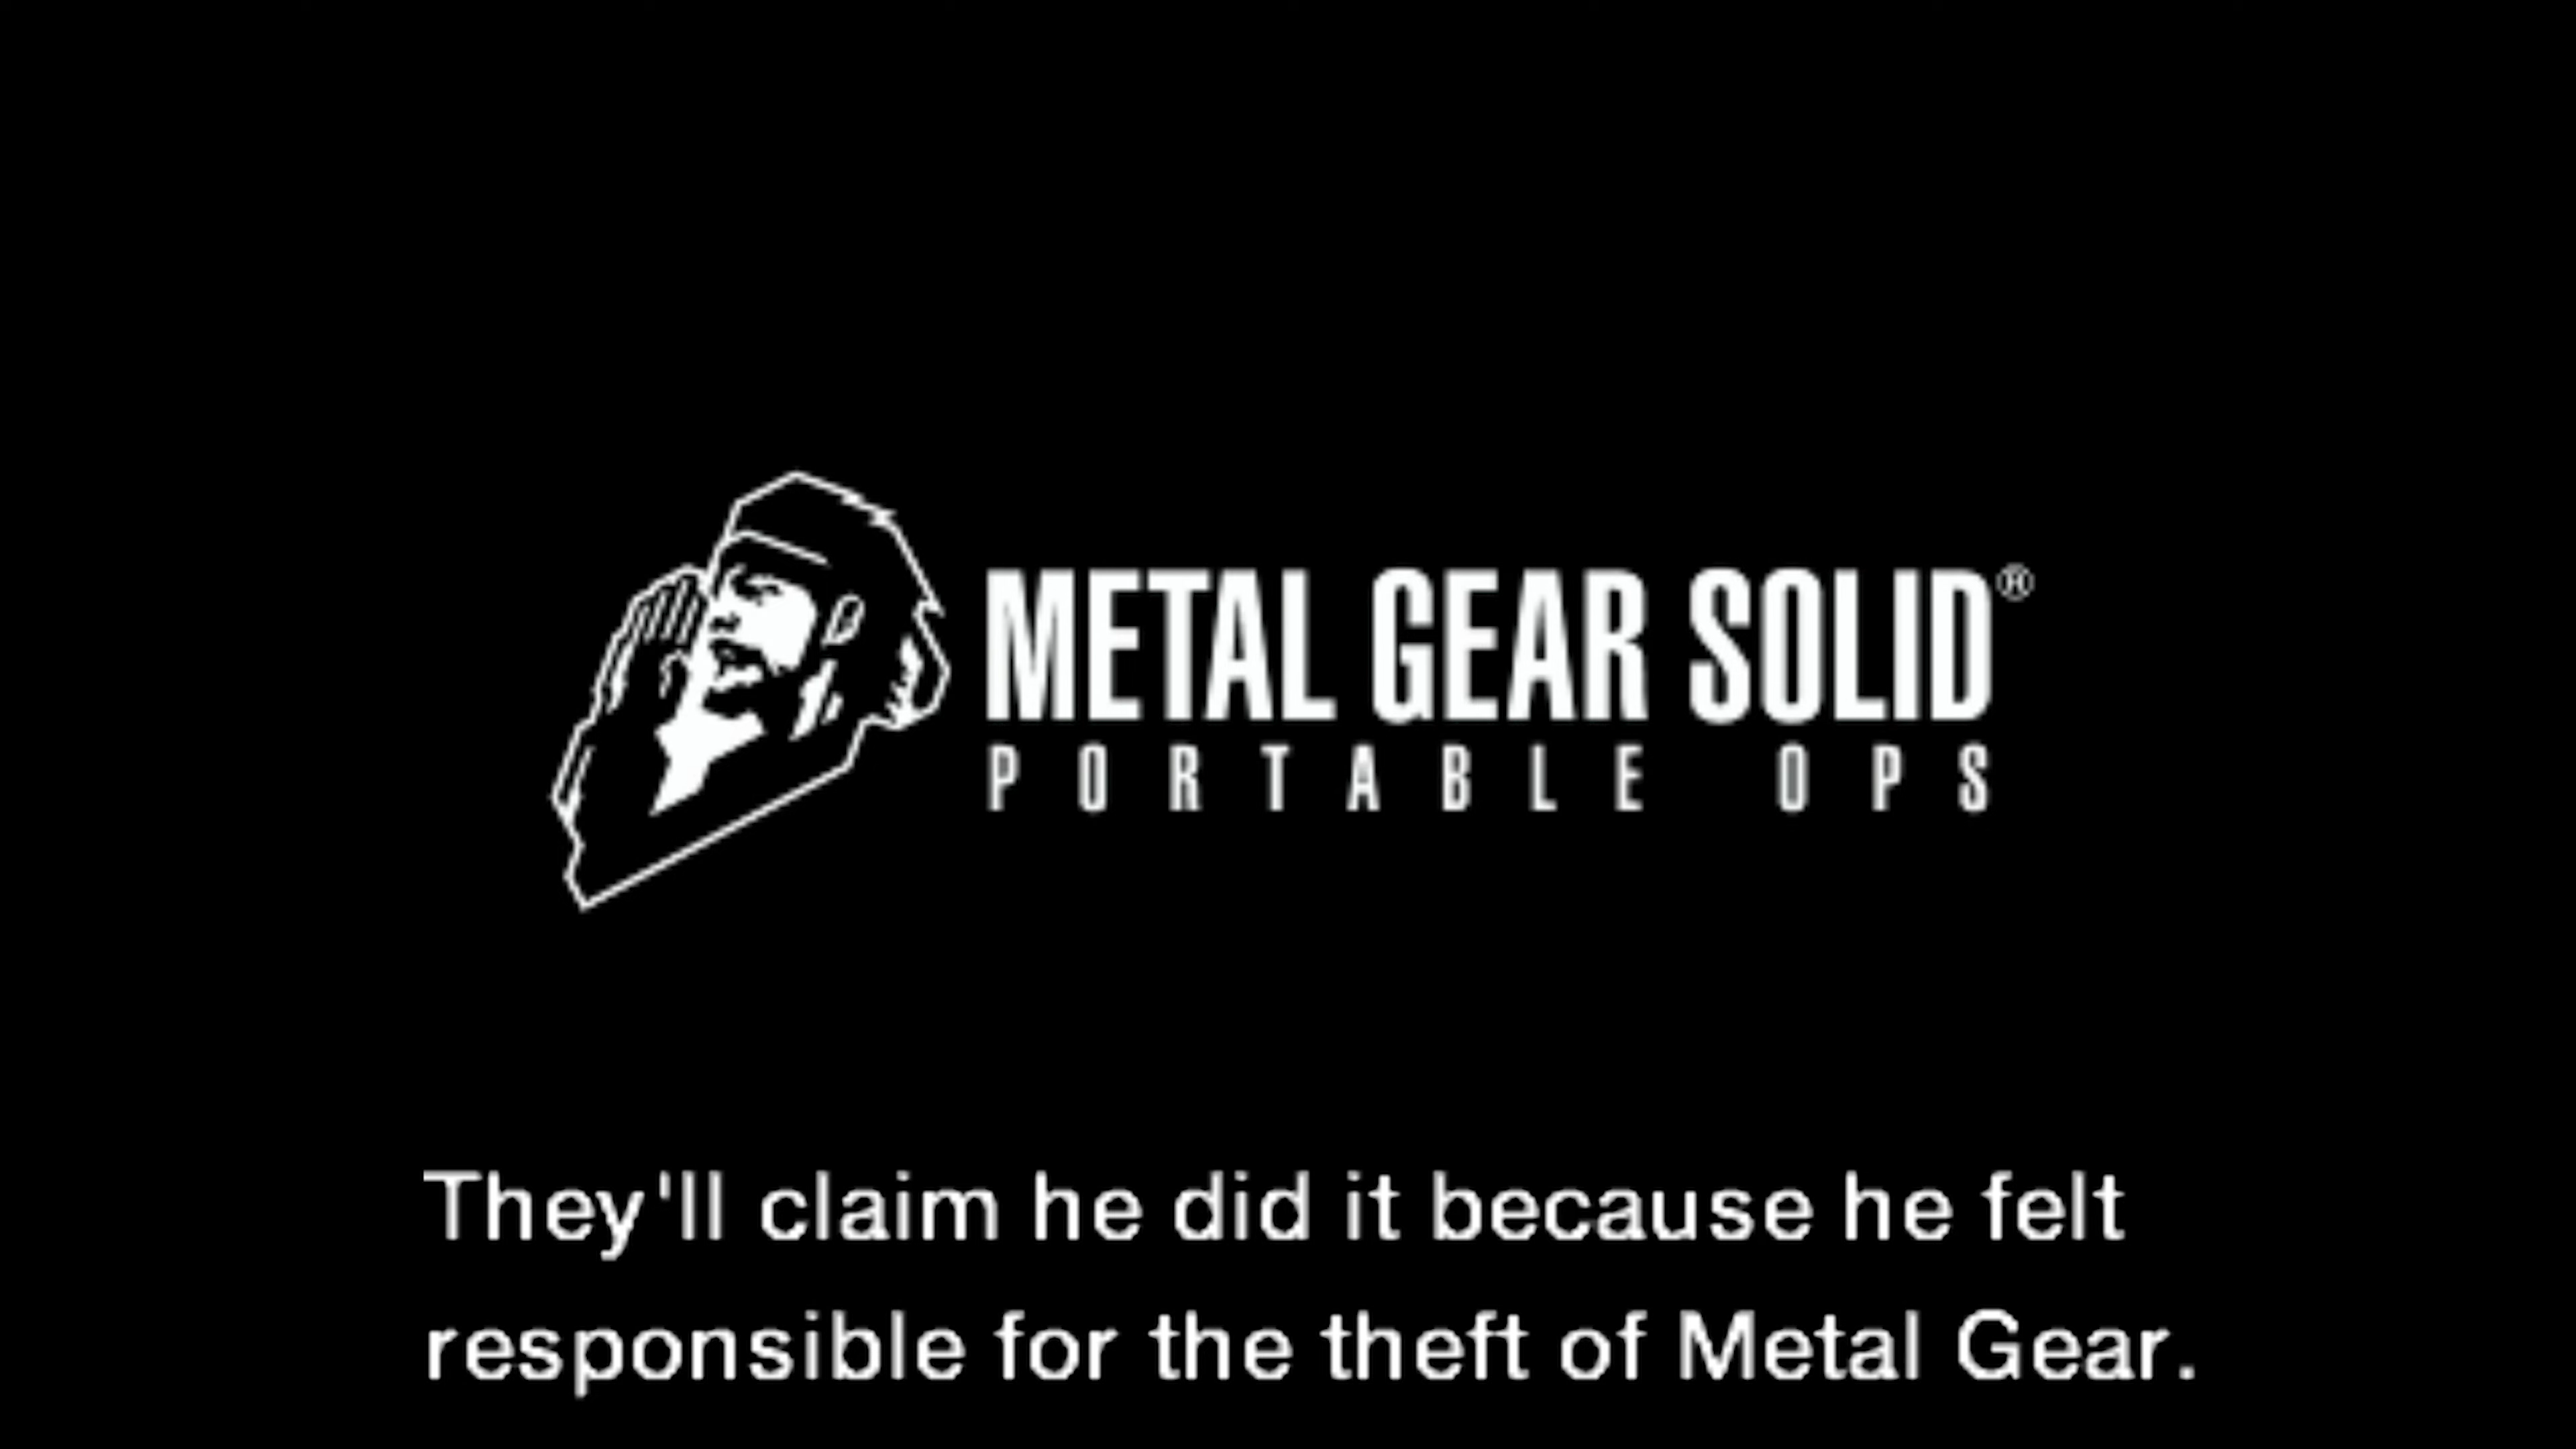 METAL GEAR SOLID®
PORTABLE OPS
They'll claim he did it because he felt
responsible for the theft of Metal Gear.